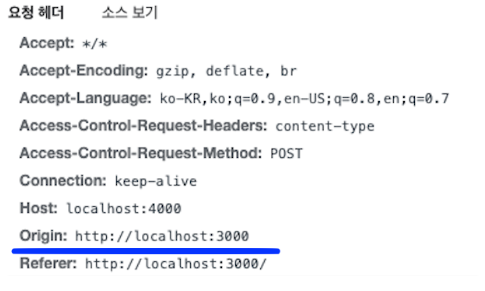 요청 헤더 소스 보기
Accept: */*
Accept-Encoding: gzip, deflate, br
Accept-Language: ko-KR,ko;q=0.9,en-US;q=0.8,en;q=0.7
Access-Control-Request-Headers: content-type
Access-Control-Request-Method: POST
Connection: keep-alive
Host: localhost:4000
Origin: http://localhost:3000
Referer: http://localhost:3000/